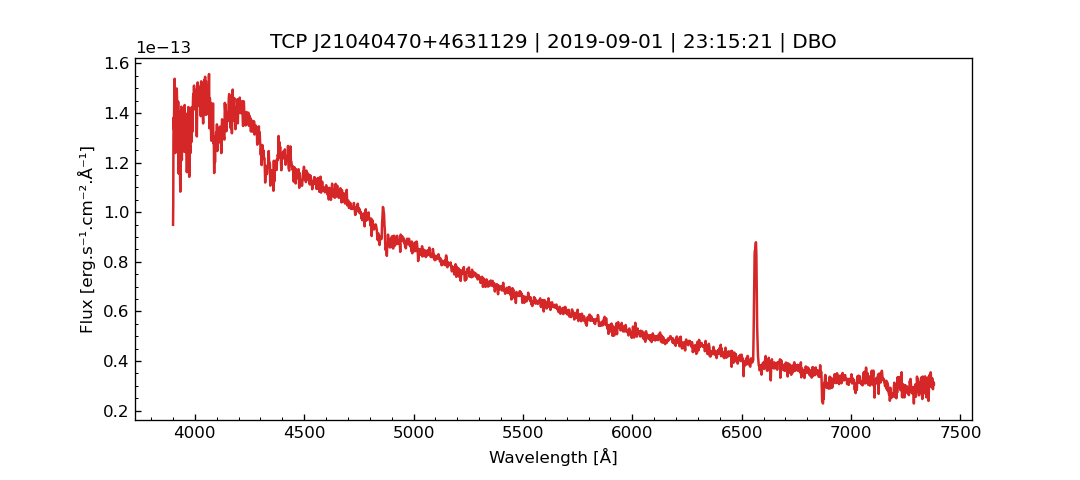 TCP J21040470+4631129 | 2019-09-01 | 23:15:21 | DBO
1e−13
1.6
1.4
1.2
1.0
0.8
0.6
0.4
0.2
Flux [erg.s⁻¹.cm⁻².Å⁻¹]
4000 4500 5000 5500 6000 6500 7000 7500
Wavelength [Å]